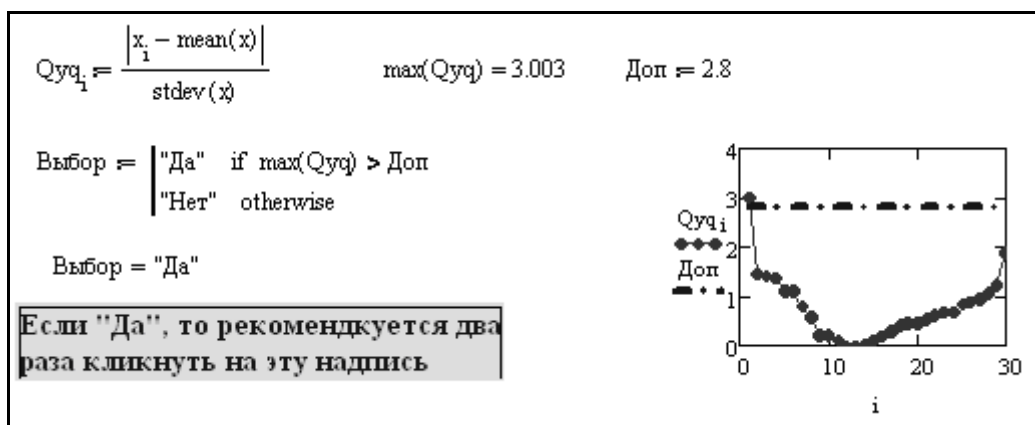 Qyq_i := |x_i − mean(x)| / stdev(x)
max(Qyq) = 3.003
Доп := 2.8
Выбор := "Да" if max(Qyq) > Доп
"Нет" otherwise
Выбор = "Да"
Если "Да", то рекомендкуется два
раза кликнуть на эту надпись
4
3
2
1
0
Qyq_i
Доп
0 10 20 30
i